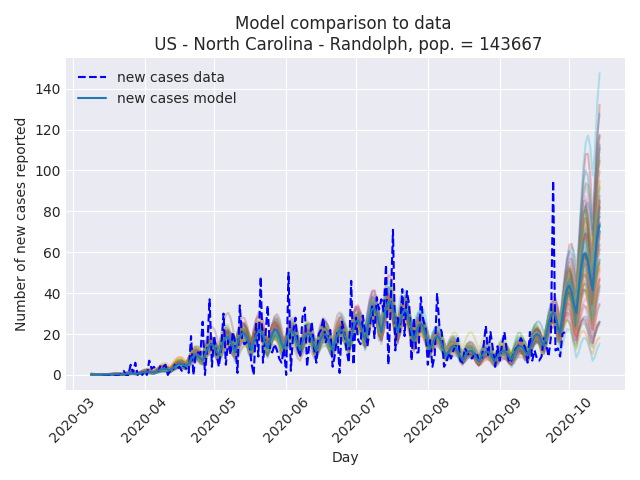 Model comparison to data
US - North Carolina - Randolph, pop. = 143667
new cases data
new cases model
Number of new cases reported
140
120
100
80
60
40
20
0
2020-03
2020-04
2020-05
2020-06
2020-07
2020-08
2020-09
2020-10
Day